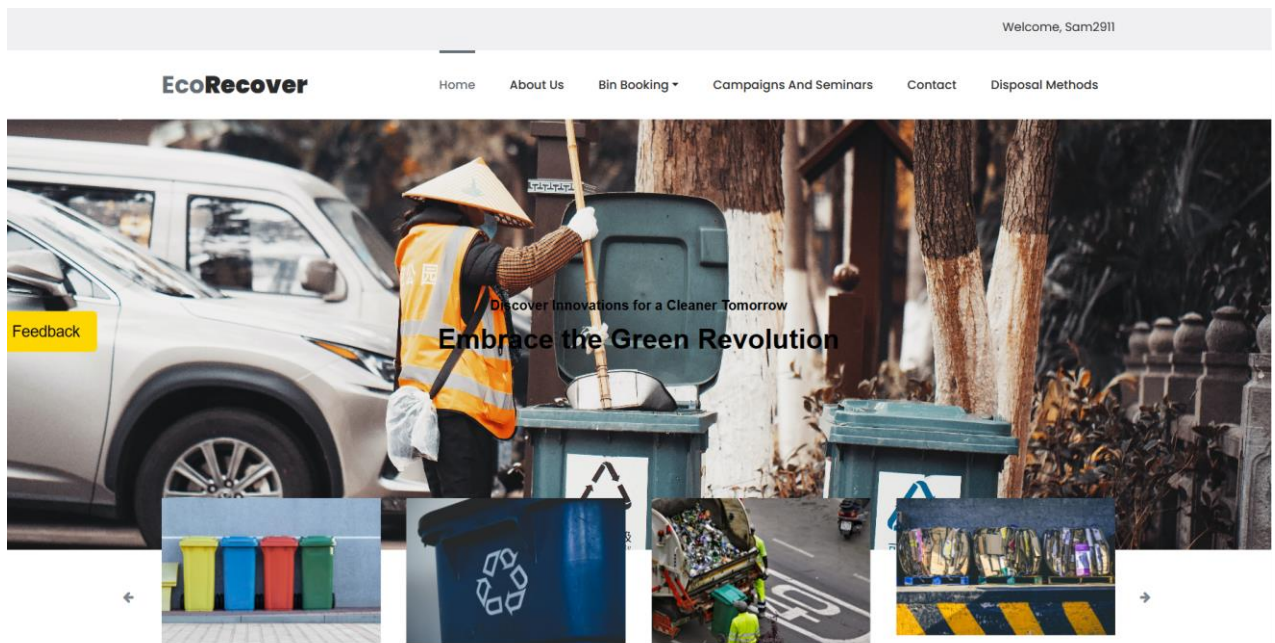 Welcome, Sam2911
EcoRecover
Home About Us Bin Booking Campaigns And Seminars Contact Disposal Methods
Discover Innovations for a Cleaner Tomorrow
Embrace the Green Revolution
Feedback
40